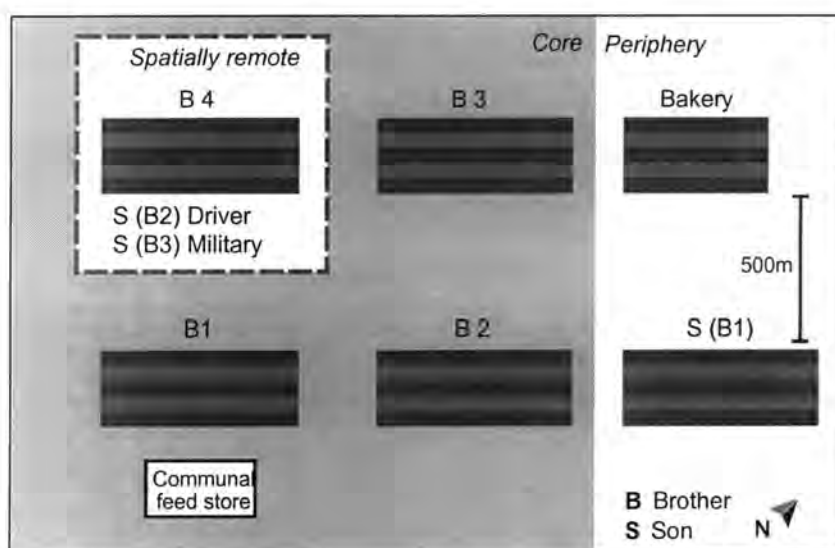 Spatially remote
Core
Periphery
B 4
B 3
Bakery
S (B2) Driver
S (B3) Military
500m
B1
B 2
S (B1)
Communal
feed store
B Brother
S Son
N